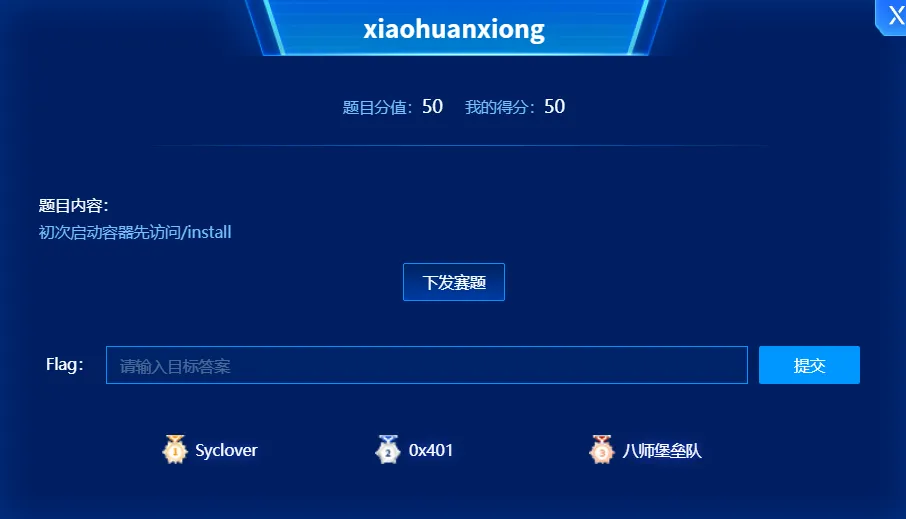 xiaohuanxiong
X
题目分值：50 我的得分：50
题目内容：
初次启动容器先访问/install
下发赛题
Flag： 请输入目标答案 提交
1 Syclover 2 0x401 3 八师堡垒队